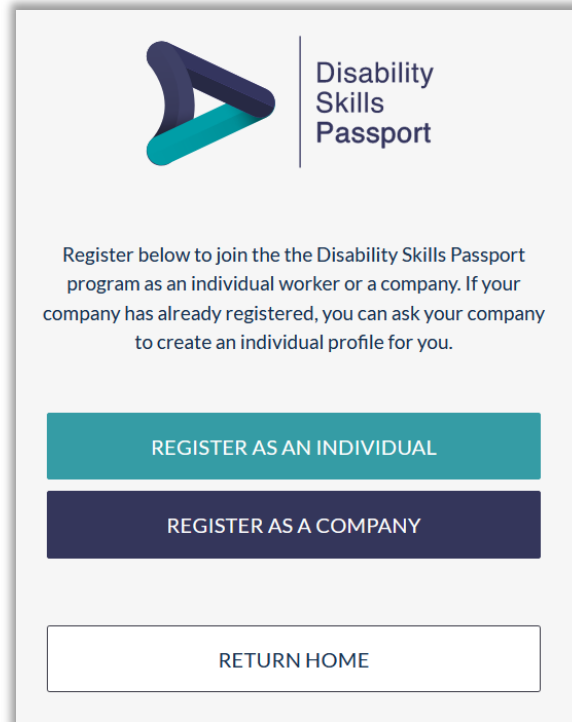 Disability
Skills
Passport
Register below to join the the Disability Skills Passport
program as an individual worker or a company. If your
company has already registered, you can ask your company
to create an individual profile for you.
REGISTER AS AN INDIVIDUAL
REGISTER AS A COMPANY
RETURN HOME